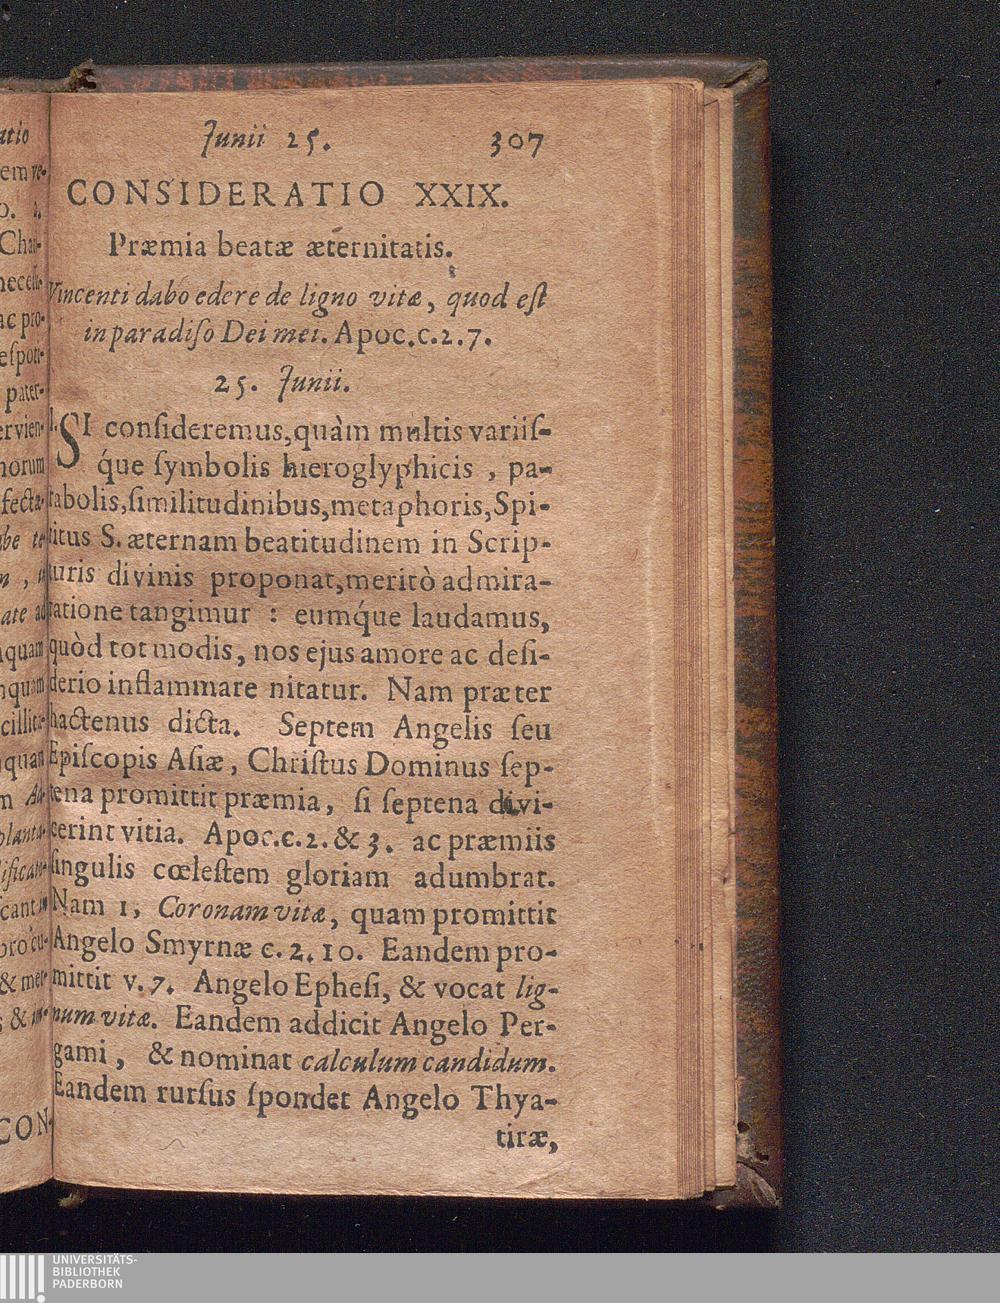 Junii 25. 307
CONSIDERATIO XXIX.
Præmia beatæ æternitatis.
Vincenti dabo edere de ligno vitæ, quod eſt
in paradiſo Dei mei. Apoc.c.2.7.
25. Junii.
I. SI conſideremus,quàm multis variiſ-
q́ue ſymbolis hieroglyphicis , pa-
rabolis,ſimilitudinibus,metaphoris,Spi-
ritus S. æternam beatitudinem in Scrip-
turis divinis proponat,meritò admira-
ratione tangimur : eumq́ue laudamus,
quòd tot modis, nos ejus amore ac deſi-
derio inflammare nitatur. Nam præter
hactenus dicta. Septem Angelis ſeu
Epiſcopis Aſiæ, Chriſtus Dominus ſep-
tena promittit præmia, ſi ſeptena divi-
cerint vitia. Apoc.c.2.& 3. ac præmiis
ſingulis cœleſtem gloriam adumbrat.
Nam 1, Coronam vitæ, quam promittit
Angelo Smyrnæ c.2.10. Eandem pro-
mittit v.7. Angelo Epheſi, & vocat lig-
num vitæ. Eandem addicit Angelo Per-
gami, & nominat calculum candidum.
Eandem rurſus ſpondet Angelo Thya-
tiræ,
UNIVERSITÄTS-
BIBLIOTHEK
PADERBORN